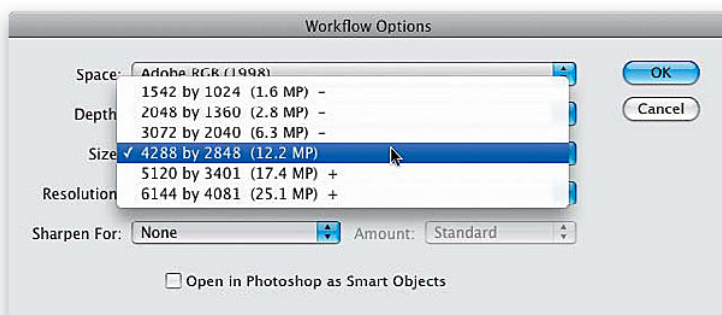 Workflow Options
Space: Adobe RGB (1998)
OK
1542 by 1024 (1.6 MP) –
Depth
2048 by 1360 (2.8 MP) –
Cancel
3072 by 2040 (6.3 MP) –
Size ✓ 4288 by 2848 (12.2 MP)
5120 by 3401 (17.4 MP) +
Resolution
6144 by 4081 (25.1 MP) +
Sharpen For: None Amount: Standard
Open in Photoshop as Smart Objects